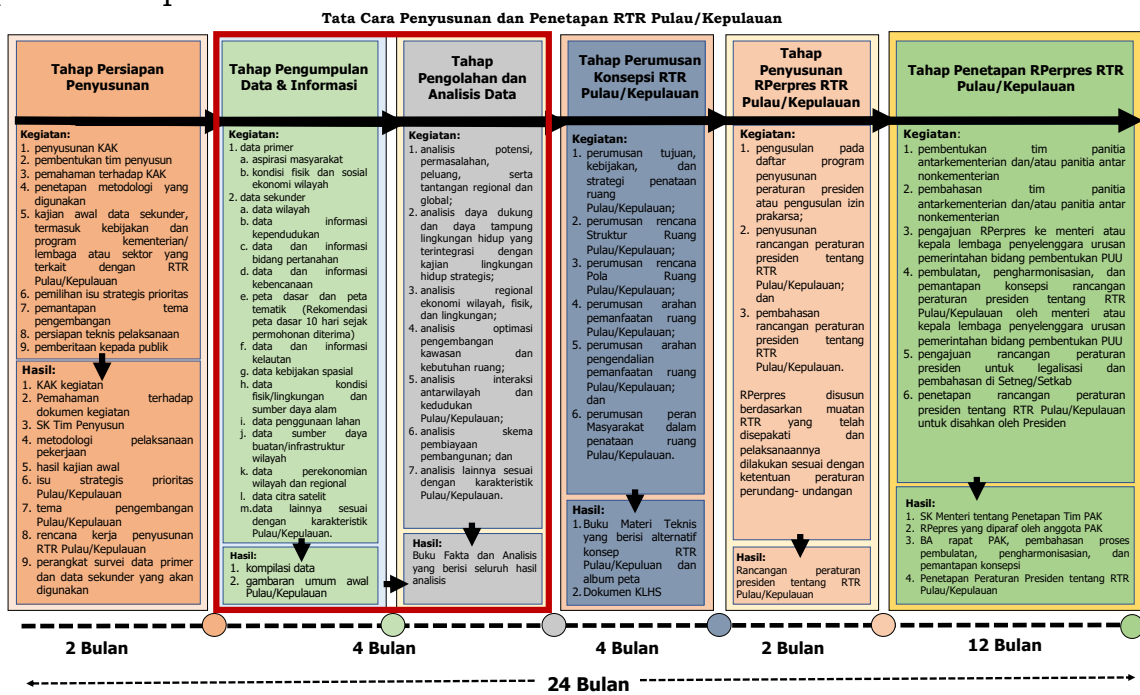 Tata Cara Penyusunan dan Penetapan RTR Pulau/Kepulauan
Tahap Persiapan
Penyusunan
Kegiatan:
1. penyusunan KAK
2. pembentukan tim penyusun
3. pemahaman terhadap KAK
4. penetapan metodologi yang
digunakan
5. kajian awal data sekunder,
termasuk kebijakan dan
program kementerian/
lembaga atau sektor yang
terkait dengan RTR
Pulau/Kepulauan
6. pemilihan isu strategis prioritas
7. pemantapan tema
pengembangan
8. persiapan teknis pelaksanaan
9. pemberitaan kepada publik
Hasil:
1. KAK kegiatan
2. Pemahaman terhadap
dokumen kegiatan
3. SK Tim Penyusun
4. metodologi pelaksanaan
pekerjaan
5. hasil kajian awal
6. isu strategis prioritas
Pulau/Kepulauan
7. tema pengembangan
Pulau/Kepulauan
8. rencana kerja penyusunan
RTR Pulau/Kepulauan
9. perangkat survei data primer
dan data sekunder yang akan
digunakan
Tahap Pengumpulan
Data & Informasi
Kegiatan:
1. data primer
a. aspirasi masyarakat
b. kondisi fisik dan sosial
ekonomi wilayah
2. data sekunder
a. data wilayah
b. data informasi
kependudukan
c. data dan informasi
bidang pertanahan
d. data dan informasi
kebencanaan
e. peta dasar dan peta
tematik (Rekomendasi
peta dasar 10 hari sejak
permohonan diterima)
f. data dan informasi
kelautan
g. data kebijakan spasial
h. data kondisi
fisik/lingkungan dan
sumber daya alam
i. data penggunaan lahan
j. data sumber daya
buatan/infrastruktur
wilayah
k. data perekonomian
wilayah dan regional
l. data citra satelit
m.data lainnya sesuai
dengan karakteristik
Pulau/Kepulauan.
Hasil:
1. kompilasi data
2. gambaran umum awal
Pulau/Kepulauan
Tahap
Pengolahan dan
Analisis Data
Kegiatan:
1. analisis potensi,
permasalahan,
peluang, serta
tantangan regional dan
global;
2. analisis daya dukung
dan daya tampung
lingkungan hidup yang
terintegrasi dengan
kajian lingkungan
hidup strategis;
3. analisis regional
ekonomi wilayah, fisik,
dan lingkungan;
4. analisis optimasi
pengembangan
kawasan dan
kebutuhan ruang;
5. analisis interaksi
antarwilayah dan
kedudukan
Pulau/Kepulauan;
6. analisis skema
pembiayaan
pembangunan; dan
7. analisis lainnya sesuai
dengan karakteristik
Pulau/Kepulauan.
Hasil:
Buku Fakta dan Analisis
yang berisi seluruh hasil
analisis
Tahap Perumusan
Konsepsi RTR
Pulau/Kepulauan
Kegiatan:
1. perumusan tujuan,
kebijakan, dan
strategi penataan
ruang
Pulau/Kepulauan;
2. perumusan rencana
Struktur Ruang
Pulau/Kepulauan;
3. perumusan rencana
Pola Ruang
Pulau/Kepulauan;
4. perumusan arahan
pemanfaatan ruang
Pulau/Kepulauan;
5. perumusan arahan
pengendalian
pemanfaatan ruang
Pulau/Kepulauan;
dan
6. perumusan peran
Masyarakat dalam
penataan ruang
Pulau/Kepulauan.
Hasil:
1.Buku Materi Teknis
yang berisi alternatif
konsep RTR
Pulau/Kepuluan dan
album peta
2.Dokumen KLHS
Tahap
Penyusunan
RPerpres RTR
Pulau/Kepulauan
Kegiatan:
1. pengusulan pada
daftar program
penyusunan
peraturan presiden
atau pengusulan izin
prakarsa;
2. penyusunan
rancangan peraturan
presiden tentang
RTR
Pulau/Kepulauan;
dan
3. pembahasan
rancangan peraturan
presiden tentang
RTR
Pulau/Kepulauan.
RPerpres disusun
berdasarkan muatan
RTR yang telah
disepakati dan
pelaksanaannya
dilakukan sesuai dengan
ketentuan peraturan
perundang- undangan
Hasil:
Rancangan peraturan
presiden tentang RTR
Pulau/Kepulauan
Tahap Penetapan RPerpres RTR
Pulau/Kepulauan
Kegiatan:
1. pembentukan tim panitia
antarkementerian dan/atau panitia antar
nonkementerian
2. pembahasan tim panitia
antarkementerian dan/atau panitia antar
nonkementerian
3. pengajuan RPerpres ke menteri atau
kepala lembaga penyelenggara urusan
pemerintahan bidang pembentukan PUU
4. pembulatan, pengharmonisasian, dan
pemantapan konsepsi rancangan
peraturan presiden tentang RTR
Pulau/Kepulauan oleh menteri atau
kepala lembaga penyelenggara urusan
pemerintahan bidang pembentukan PUU
5. pengajuan rancangan peraturan
presiden untuk legalisasi dan
pembahasan di Setneg/Setkab
6. penetapan rancangan peraturan
presiden tentang RTR Pulau/Kepulauan
untuk disahkan oleh Presiden
Hasil:
1. SK Menteri tentang Penetapan Tim PAK
2. RPepres yang diparaf oleh anggota PAK
3. BA rapat PAK, pembahasan proses
pembulatan, pengharmonisasian, dan
pemantapan konsepsi
4. Penetapan Peraturan Presiden tentang RTR
Pulau/Kepulauan
2 Bulan
4 Bulan
4 Bulan
2 Bulan
12 Bulan
24 Bulan